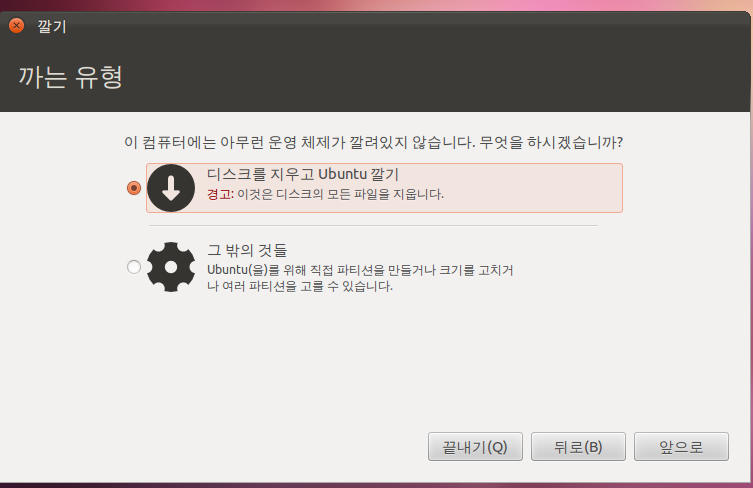 깔기
까는 유형
이 컴퓨터에는 아무런 운영 체제가 깔려있지 않습니다. 무엇을 하시겠습니까?
디스크를 지우고 Ubuntu 깔기
경고: 이것은 디스크의 모든 파일을 지웁니다.
그 밖의 것들
Ubuntu(을)를 위해 직접 파티션을 만들거나 크기를 고치거
나 여러 파티션을 고를 수 있습니다.
끝내기(Q)
뒤로(B)
앞으로